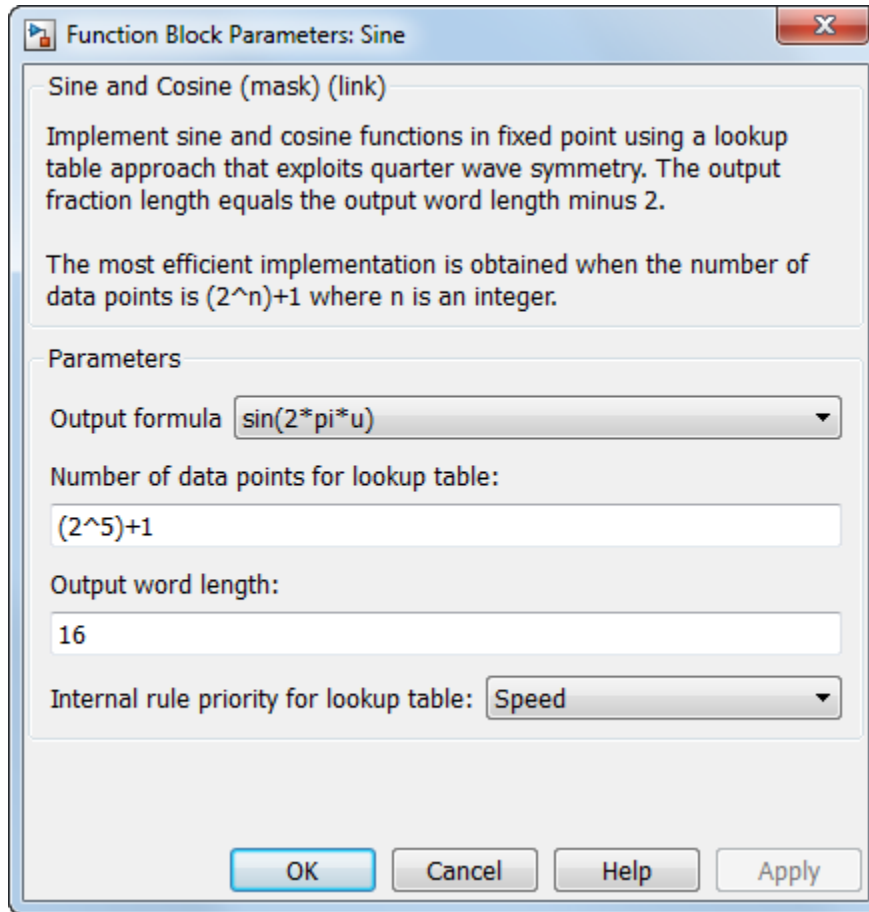 Function Block Parameters: Sine
Sine and Cosine (mask) (link)
Implement sine and cosine functions in fixed point using a lookup
table approach that exploits quarter wave symmetry. The output
fraction length equals the output word length minus 2.
The most efficient implementation is obtained when the number of
data points is (2^n)+1 where n is an integer.
Parameters
Output formula sin(2*pi*u)
Number of data points for lookup table:
(2^5)+1
Output word length:
16
Internal rule priority for lookup table: Speed
OK Cancel Help Apply